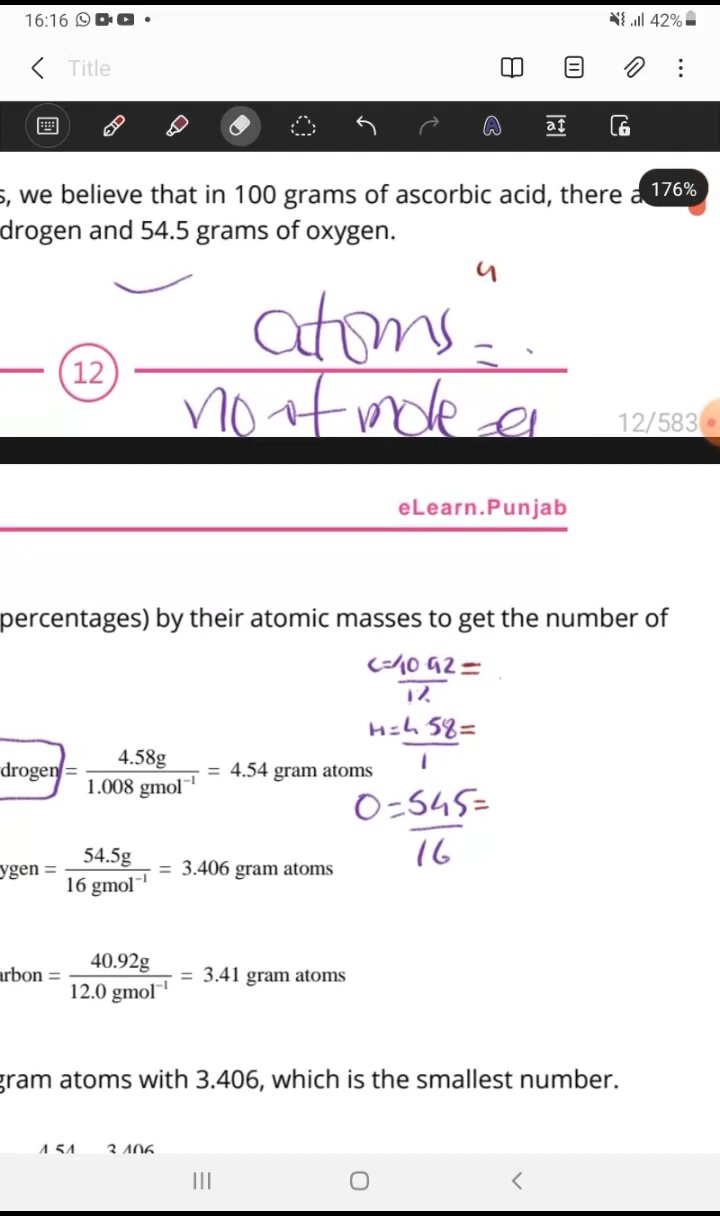 16:16 42%
Title
176%
s, we believe that in 100 grams of ascorbic acid, there a
drogen and 54.5 grams of oxygen.
atoms =
12
no of mole =
12/583
eLearn.Punjab
percentages) by their atomic masses to get the number of
C=40.92=
12
H=4.58=
1
drogen = 4.58g / 1.008 gmol⁻¹ = 4.54 gram atoms
O=545=
16
ygen = 54.5g / 16 gmol⁻¹ = 3.406 gram atoms
arbon = 40.92g / 12.0 gmol⁻¹ = 3.41 gram atoms
gram atoms with 3.406, which is the smallest number.
4.54 3.406